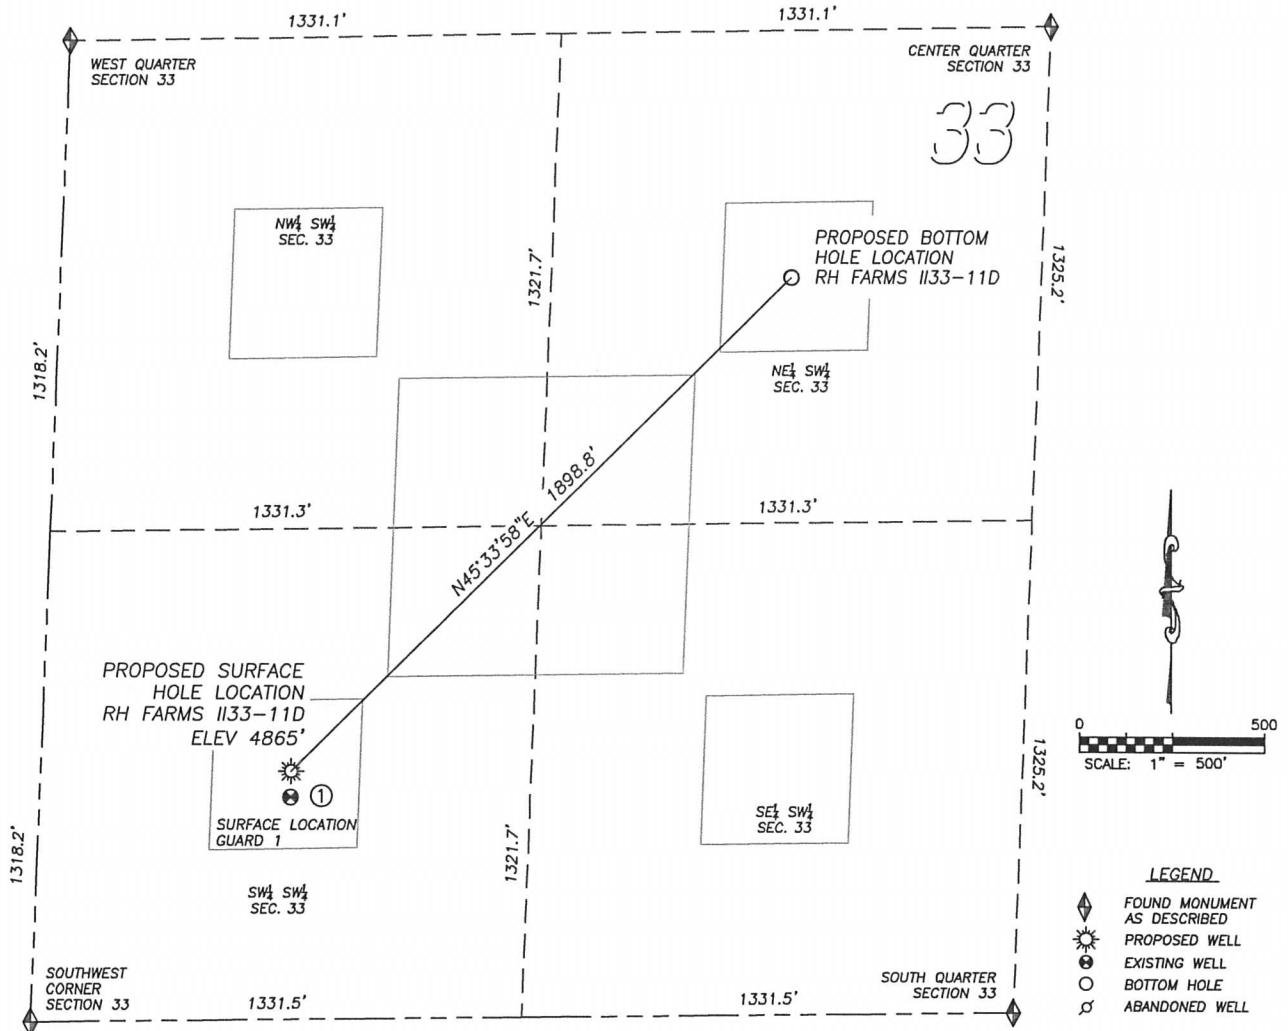 1331.1'
1331.1'
WEST QUARTER
SECTION 33
CENTER QUARTER
SECTION 33
33
NW¼ SW¼
SEC. 33
PROPOSED BOTTOM
HOLE LOCATION
RH FARMS II33-11D
1321.7'
1325.2'
1318.2'
NE¼ SW¼
SEC. 33
1898.8'
N45°33'58"E
1331.3'
1331.3'
PROPOSED SURFACE
HOLE LOCATION
RH FARMS II33-11D
ELEV 4865'
1
SURFACE LOCATION
GUARD 1
SE¼ SW¼
SEC. 33
1325.2'
1318.2'
1321.7'
SW¼ SW¼
SEC. 33
SOUTHWEST
CORNER
SECTION 33
1331.5'
1331.5'
SOUTH QUARTER
SECTION 33
0 500
SCALE: 1" = 500'
LEGEND
FOUND MONUMENT
AS DESCRIBED
PROPOSED WELL
EXISTING WELL
BOTTOM HOLE
ABANDONED WELL